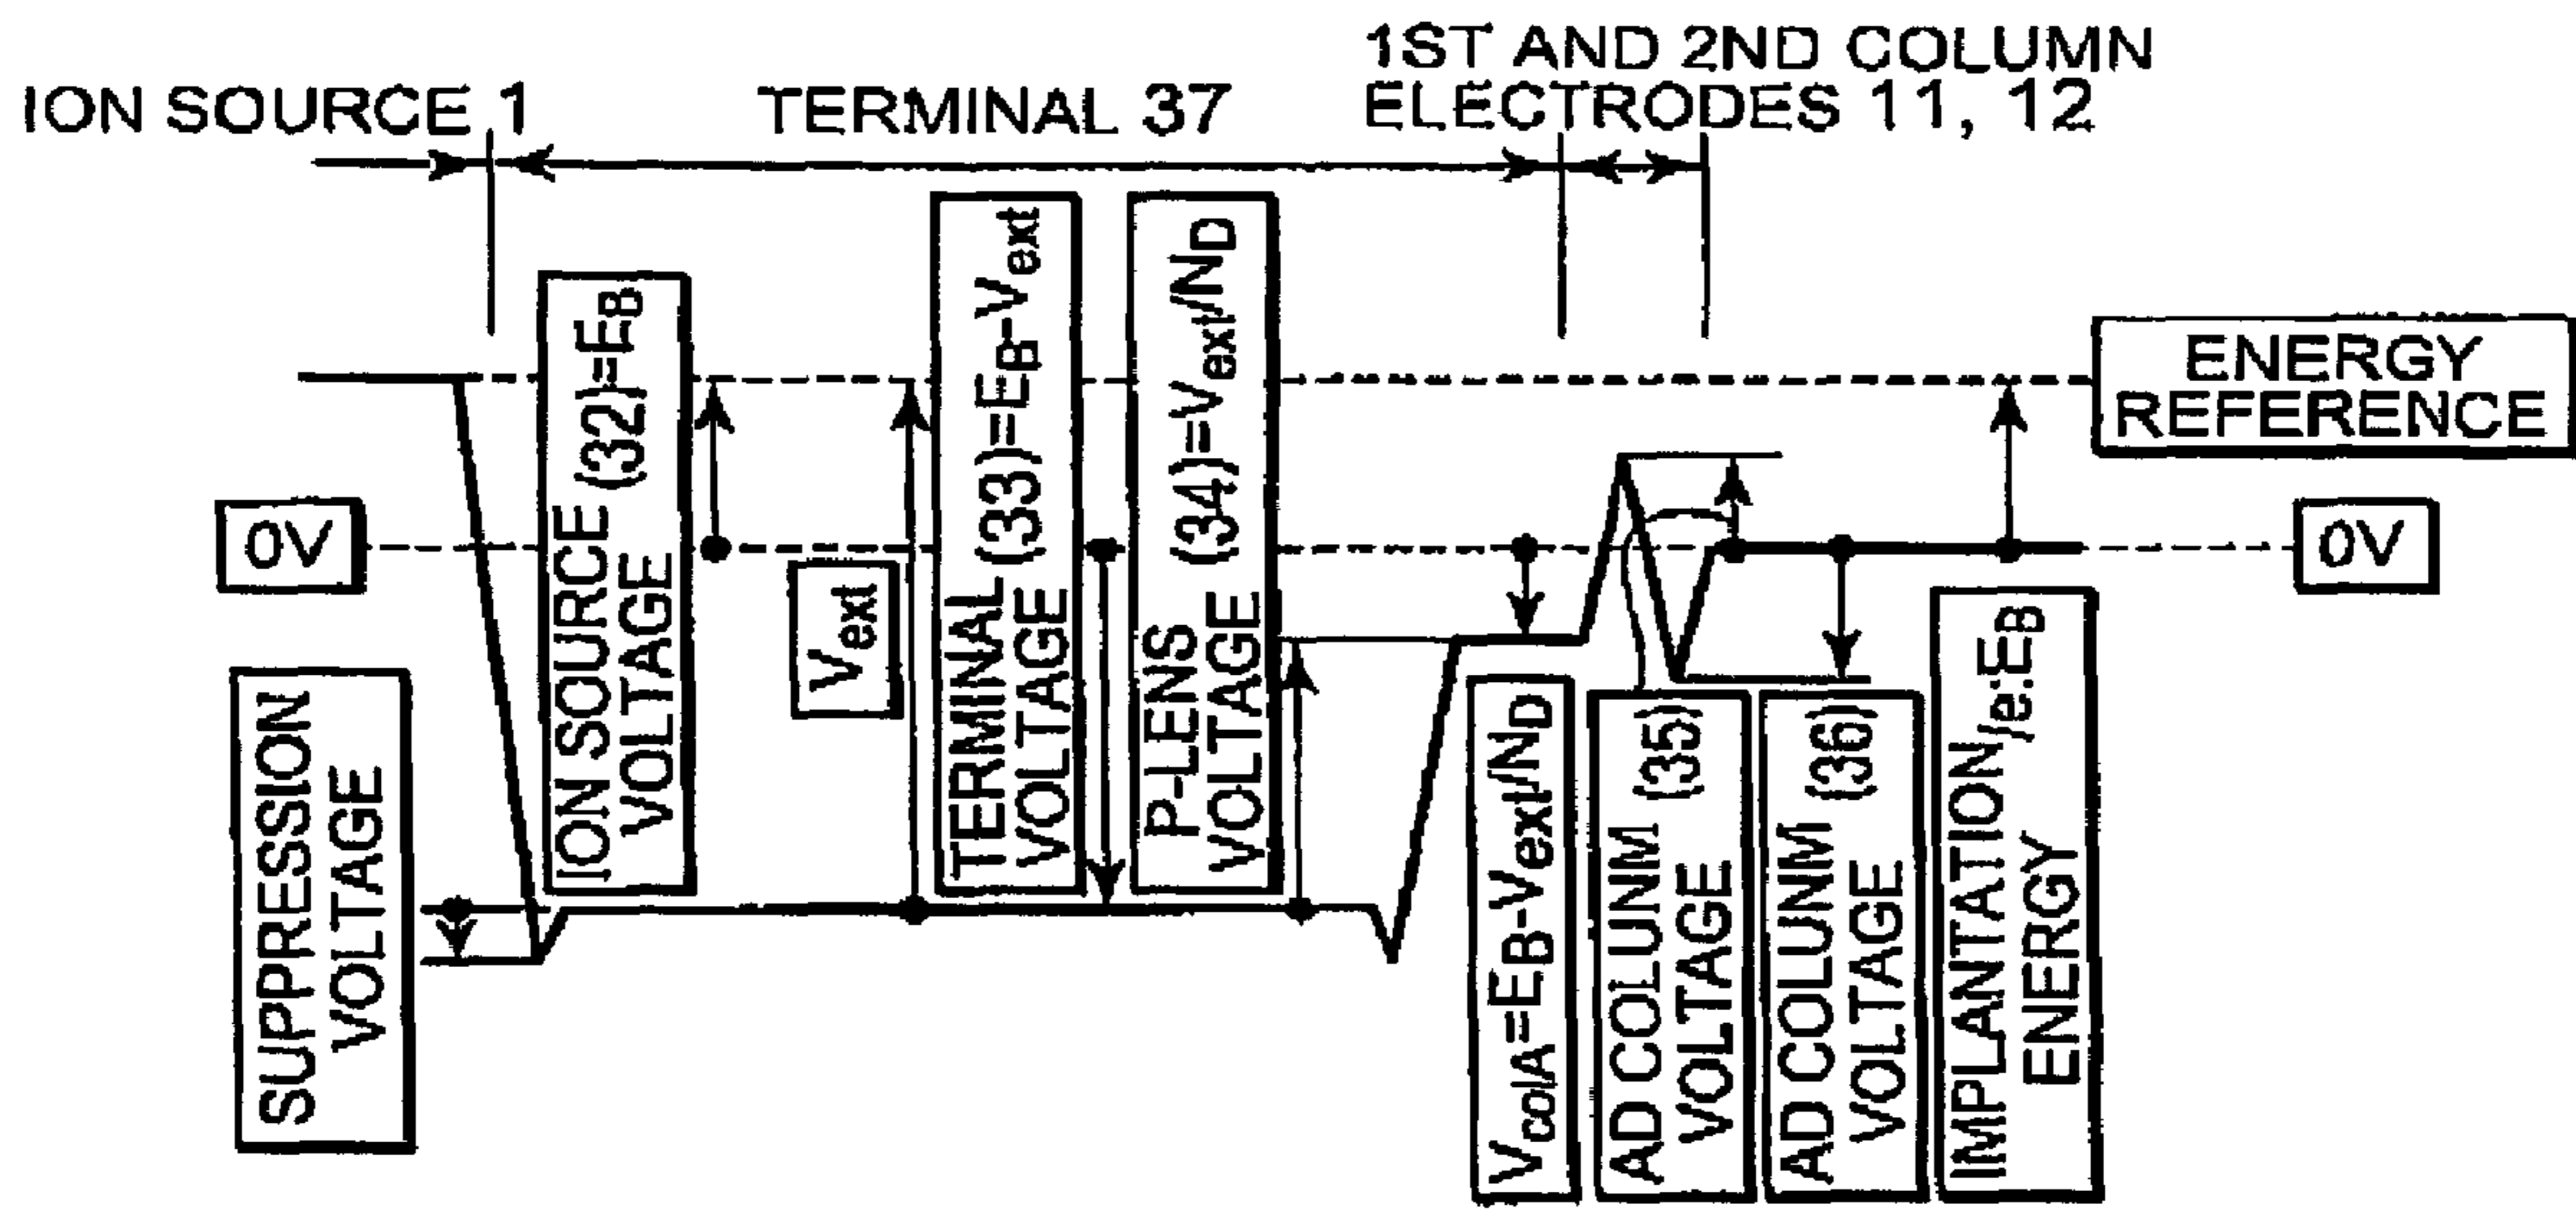 1ST AND 2ND COLUMN
ION SOURCE 1
TERMINAL 37
ELECTRODES 11, 12
ENERGY
REFERENCE
0V
0V
SUPPRESSION
VOLTAGE
ION SOURCE (32)=EB
VOLTAGE
Vext
TERMINAL (33)=EB-Vext
VOLTAGE
P-LENS (34)=Vext/ND
VOLTAGE
VcolA=EB-Vext/ND
AD COLUNM (35)
VOLTAGE
AD COLUNM (36)
VOLTAGE
IMPLANTATION/e:EB
ENERGY